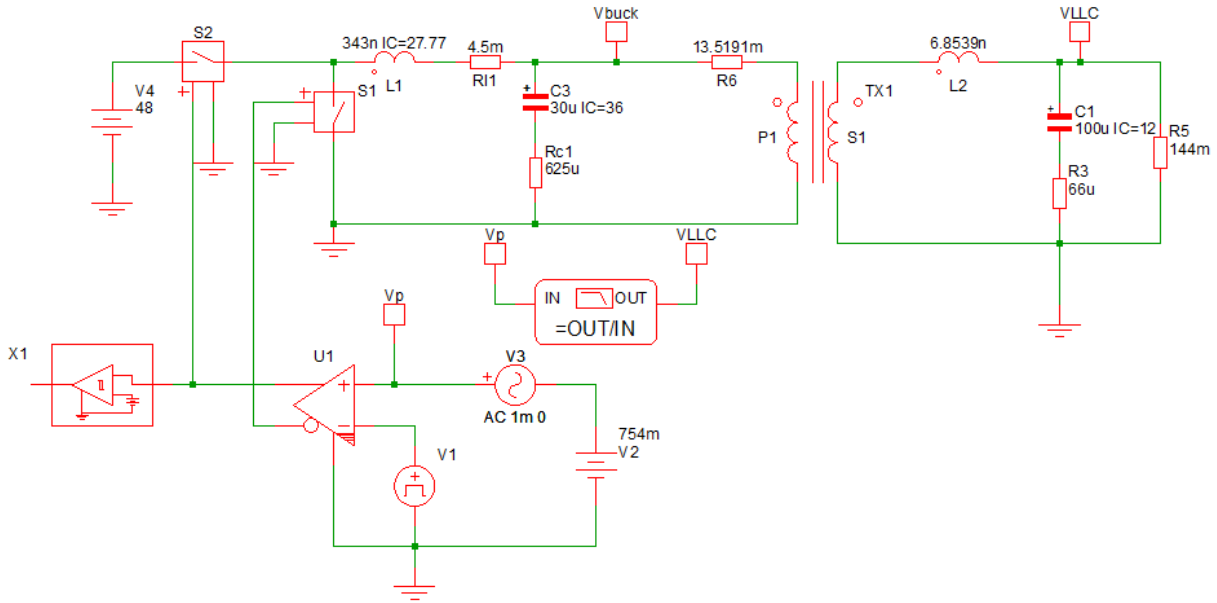 S2
343n IC=27.77
L1
4.5m
Rl1
Vbuck
13.5191m
R6
6.8539n
L2
VLLC
V4
48
S1
C3
30u IC=36
Rc1
625u
P1
TX1
S1
C1
100u IC=12
R5
144m
R3
66u
Vp
VLLC
IN
OUT
=OUT/IN
Vp
X1
U1
V3
AC 1m 0
V1
754m
V2